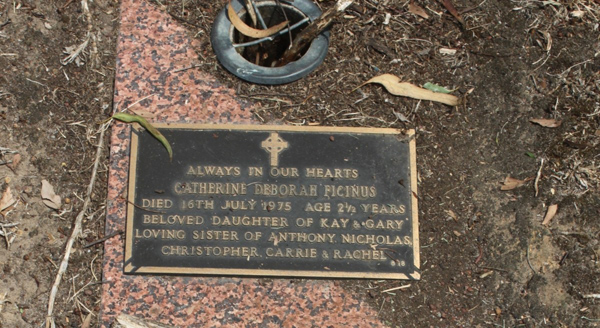 ALWAYS IN OUR HEARTS
CATHERINE DEBORAH FICINUS
DIED 16TH JULY 1975 AGE 2½ YEARS
BELOVED DAUGHTER OF KAY & GARY
LOVING SISTER OF ANTHONY, NICHOLAS,
CHRISTOPHER, CARRIE & RACHEL